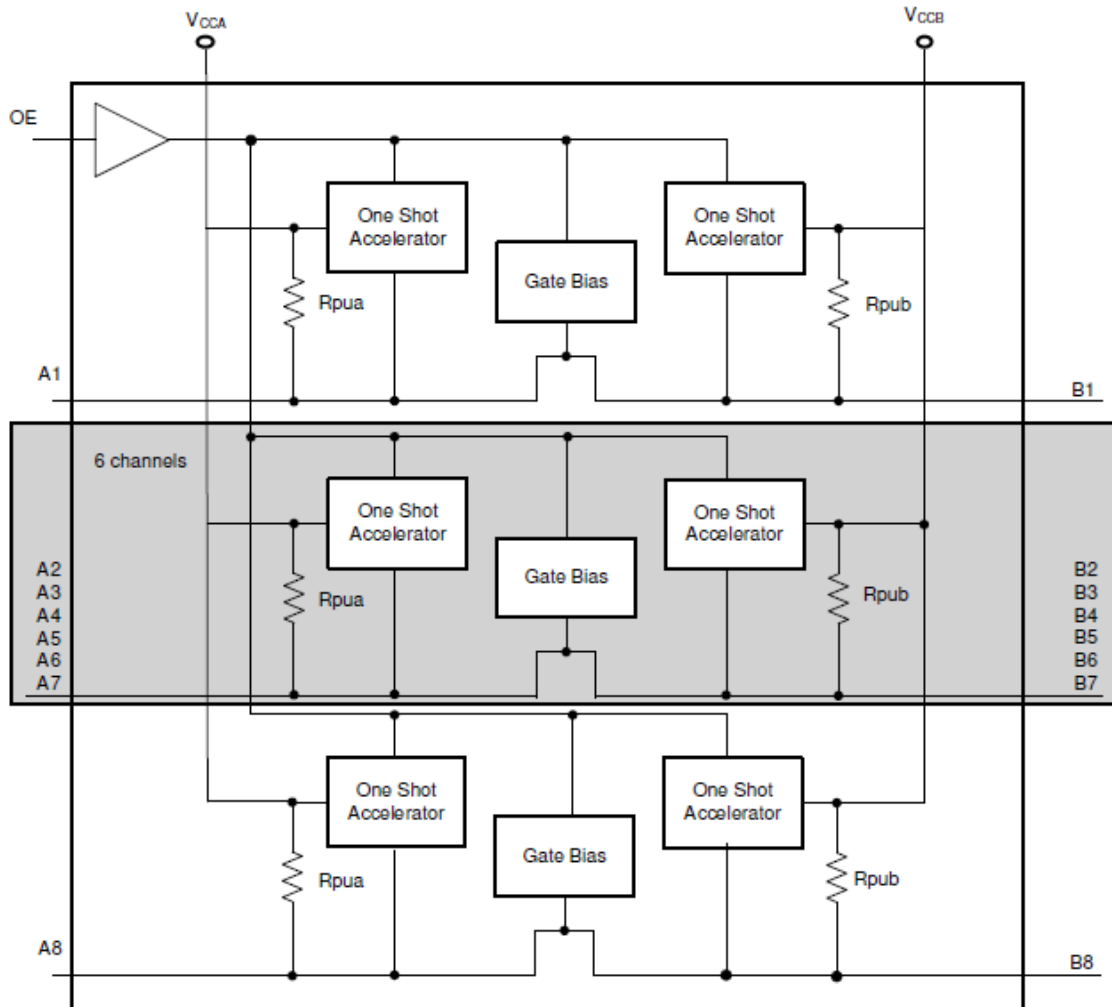 VCCA
VCCB
OE
One Shot
Accelerator
One Shot
Accelerator
Gate Bias
Rpua
Rpub
A1
B1
6 channels
One Shot
Accelerator
One Shot
Accelerator
Gate Bias
Rpua
Rpub
A2
A3
A4
A5
A6
A7
B2
B3
B4
B5
B6
B7
One Shot
Accelerator
One Shot
Accelerator
Gate Bias
Rpua
Rpub
A8
B8